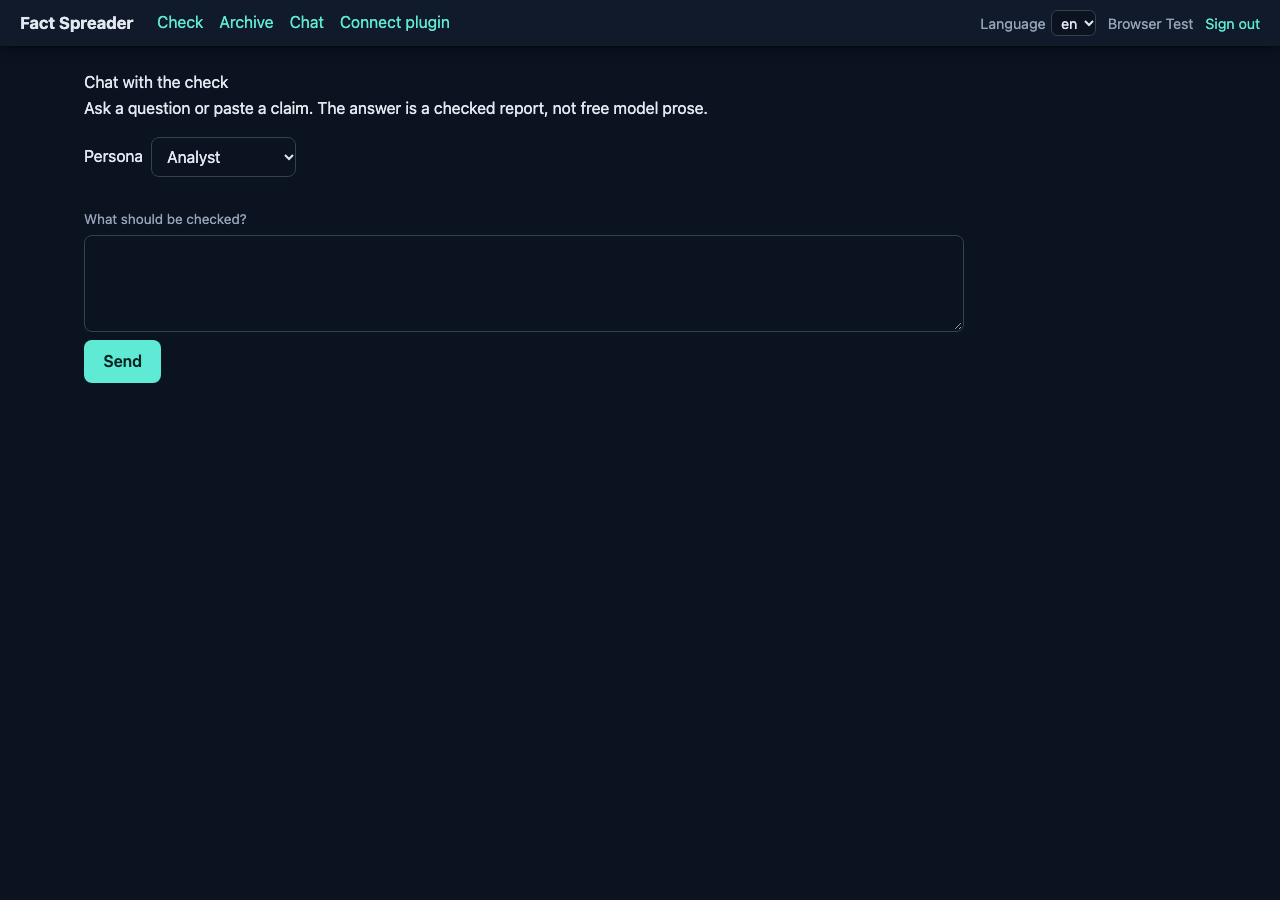 Fact Spreader Check Archive Chat Connect plugin Language en Browser Test Sign out
Chat with the check
Ask a question or paste a claim. The answer is a checked report, not free model prose.
Persona Analyst
What should be checked?
Send